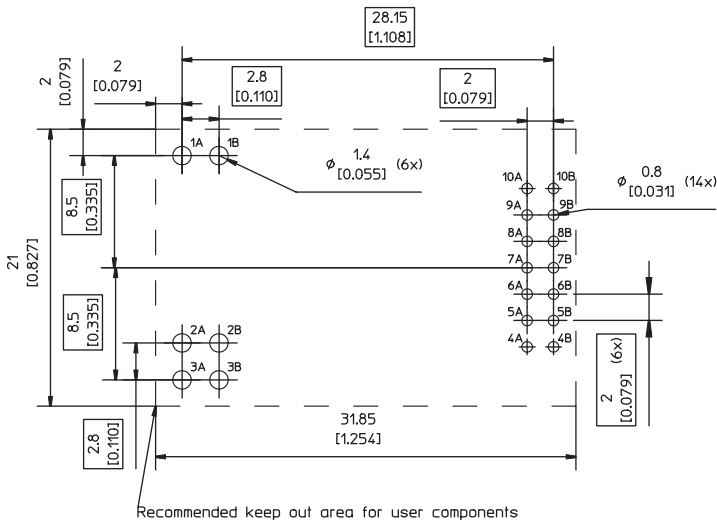 28.15
[1.108]
2
[0.079]
2
[0.079]
2.8
[0.110]
2
[0.079]
1A 1B
ø 1.4 [0.055] (6x)
10A 10B
ø 0.8 [0.031] (14x)
9A 9B
8.5
[0.335]
8A 8B
21
[0.827]
7A 7B
6A 6B
8.5
[0.335]
5A 5B
2A 2B
4A 4B
3A 3B
2 (6x)
[0.079]
2.8
[0.110]
31.85
[1.254]
Recommended keep out area for user components